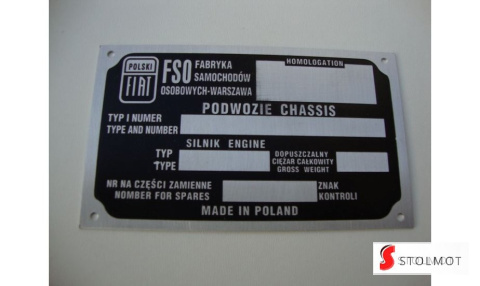 POLSKI
FIAT
FSO
FABRYKA
SAMOCHODÓW
OSOBOWYCH-WARSZAWA
HOMOLOGATION
PODWOZIE CHASSIS
TYP I NUMER
TYPE AND NUMBER
SILNIK ENGINE
TYP
TYPE
DOPUSZCZALNY
CIĘŻAR CAŁKOWITY
GROSS WEIGHT
NR NA CZĘŚCI ZAMIENNE
NOMBER FOR SPARES
ZNAK
KONTROLI
MADE IN POLAND
STOLMOT